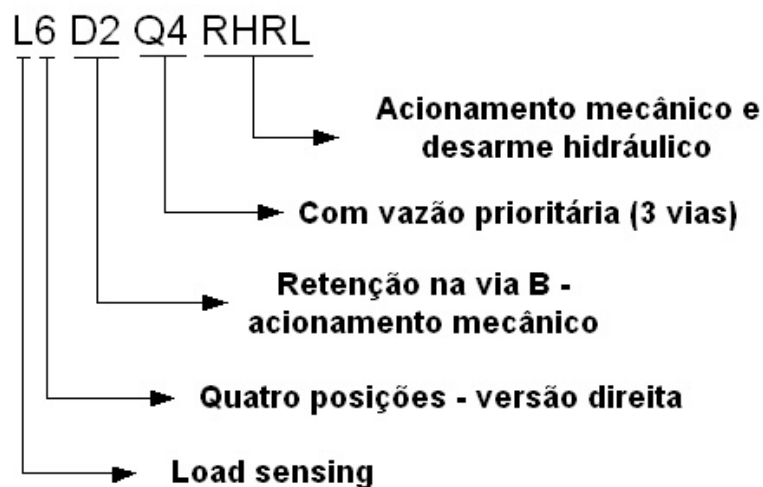 L6 D2 Q4 RHRL
Acionamento mecânico e
desarme hidráulico
Com vazão prioritária (3 vias)
Retenção na via B -
acionamento mecânico
Quatro posições - versão direita
Load sensing